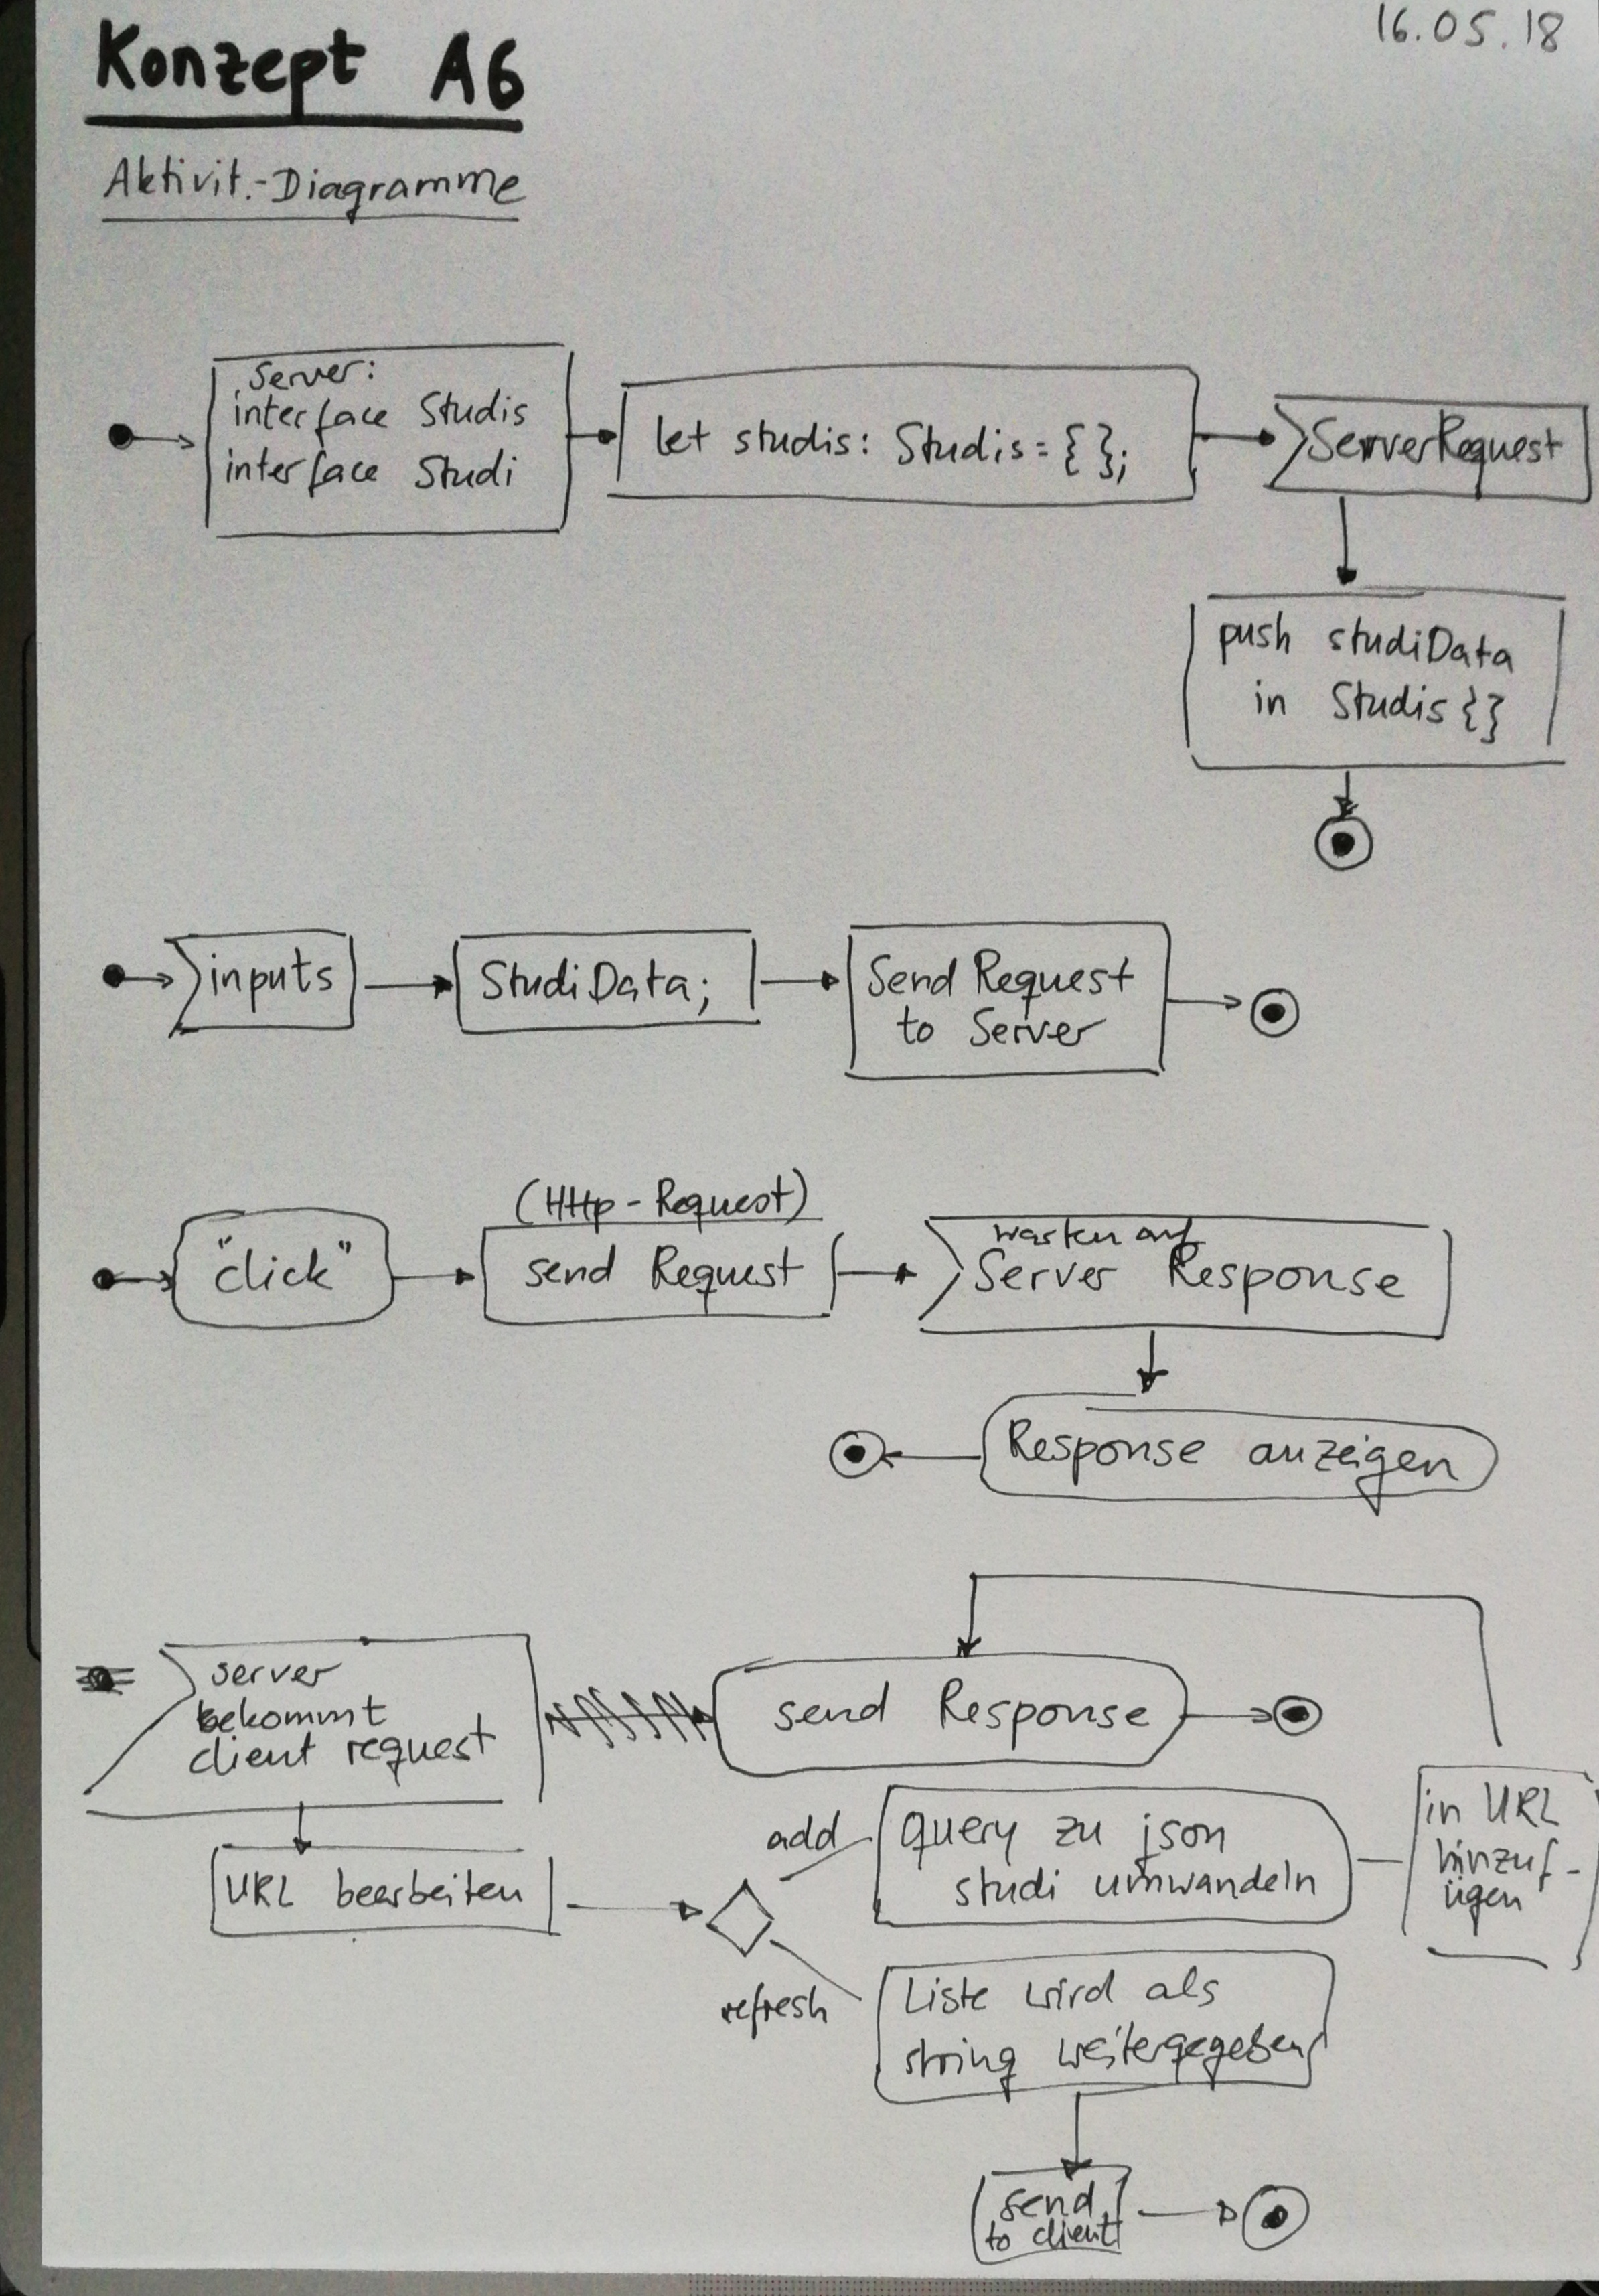 16.05.18
Konzept A6
Aktivit.-Diagramme
Server:
interface Studis
interface Studi
let studis: Studis = { };
ServerRequest
push studiData
in Studis {}
inputs
StudiData;
Send Request
to Server
"click"
(HTTp-Request)
send Request
warten auf
Server Response
Response anzeigen
server
bekommt
client request
send Response
URL bearbeiten
add
refresh
query zu json
studi umwandeln
in URL
hinzuf-
ügen
Liste wird als
string weitergegeben
send
to client